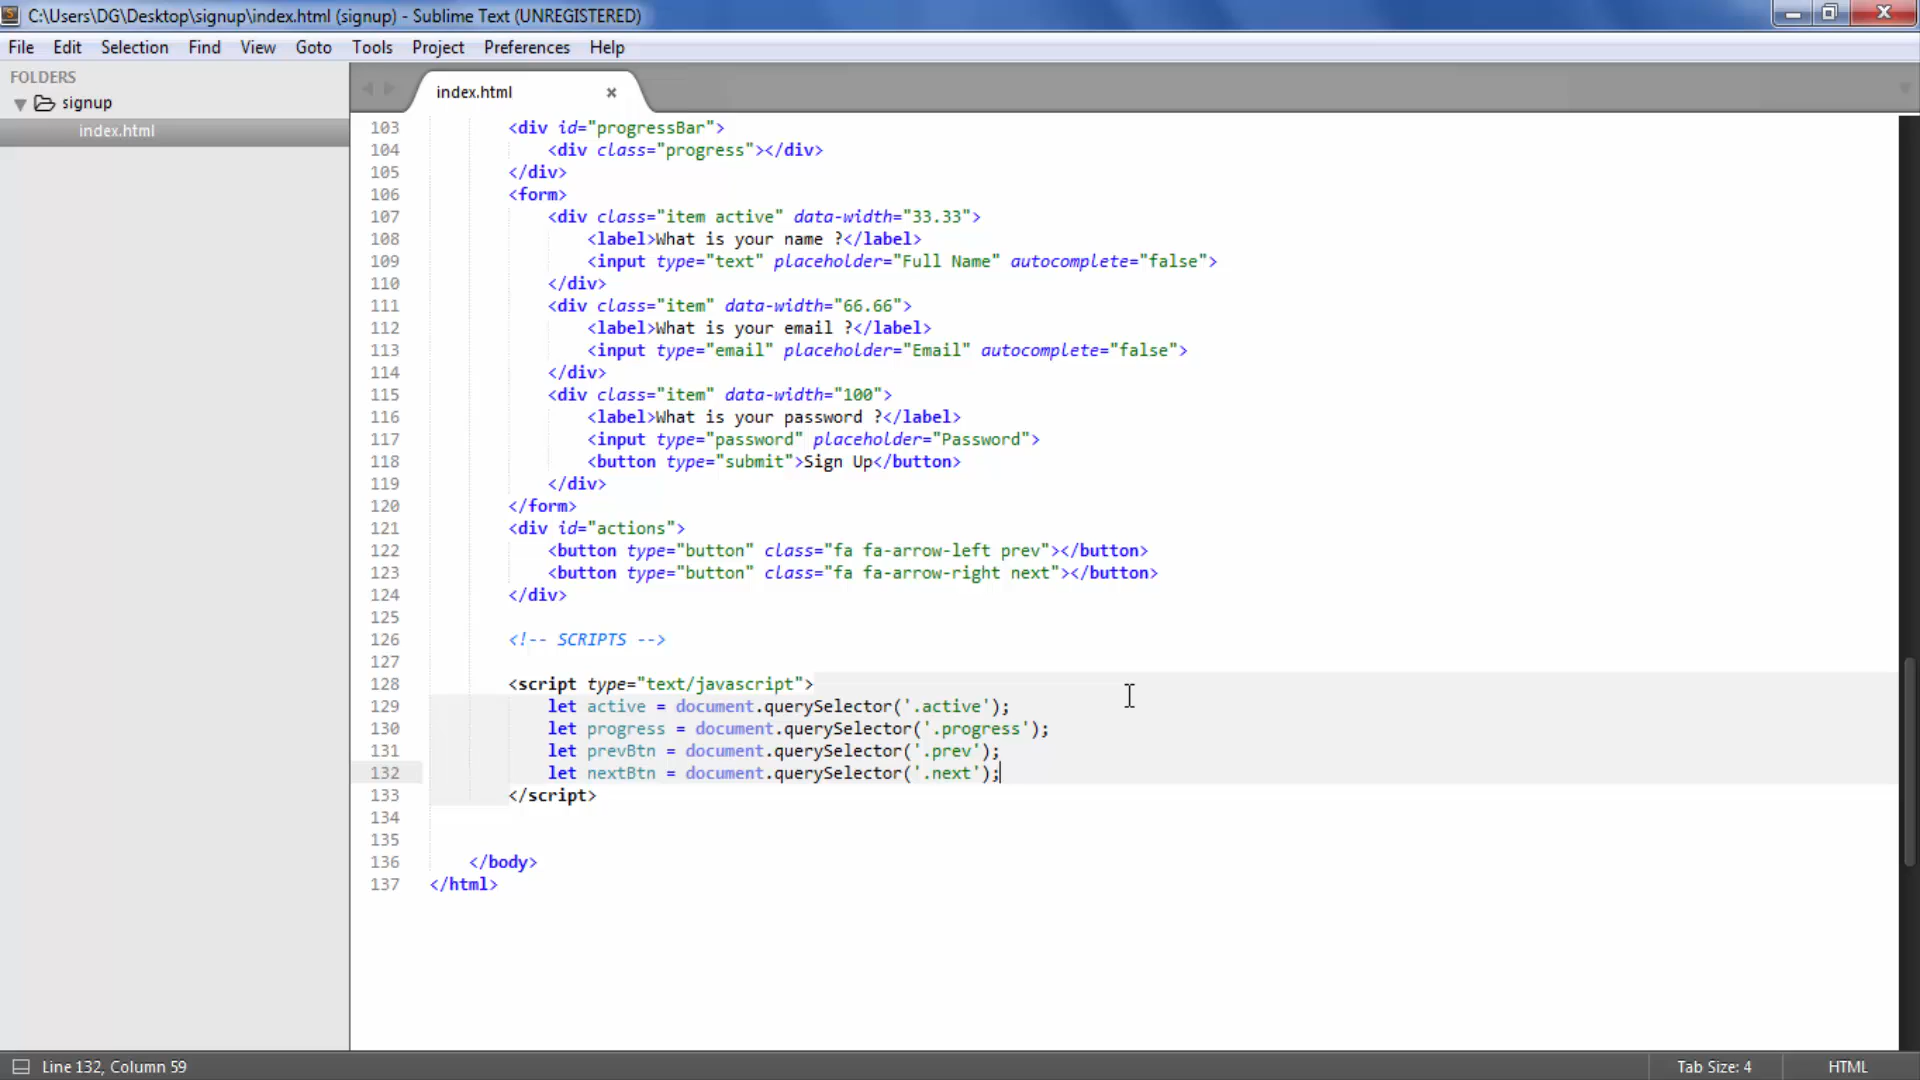 C:\Users\DG\Desktop\signup\index.html (signup) - Sublime Text (UNREGISTERED)
File Edit Selection Find View Goto Tools Project Preferences Help
FOLDERS
signup
index.html
index.html
103 <div id="progressBar">
104 <div class="progress"></div>
105 </div>
106 <form>
107 <div class="item active" data-width="33.33">
108 <label>What is your name ?</label>
109 <input type="text" placeholder="Full Name" autocomplete="false">
110 </div>
111 <div class="item" data-width="66.66">
112 <label>What is your email ?</label>
113 <input type="email" placeholder="Email" autocomplete="false">
114 </div>
115 <div class="item" data-width="100">
116 <label>What is your password ?</label>
117 <input type="password" placeholder="Password">
118 <button type="submit">Sign Up</button>
119 </div>
120 </form>
121 <div id="actions">
122 <button type="button" class="fa fa-arrow-left prev"></button>
123 <button type="button" class="fa fa-arrow-right next"></button>
124 </div>
125
126 <!-- SCRIPTS -->
127
128 <script type="text/javascript">
129 let active = document.querySelector('.active');
130 let progress = document.querySelector('.progress');
131 let prevBtn = document.querySelector('.prev');
132 let nextBtn = document.querySelector('.next');
133 </script>
134
135
136 </body>
137 </html>
Line 132, Column 59
Tab Size: 4
HTML